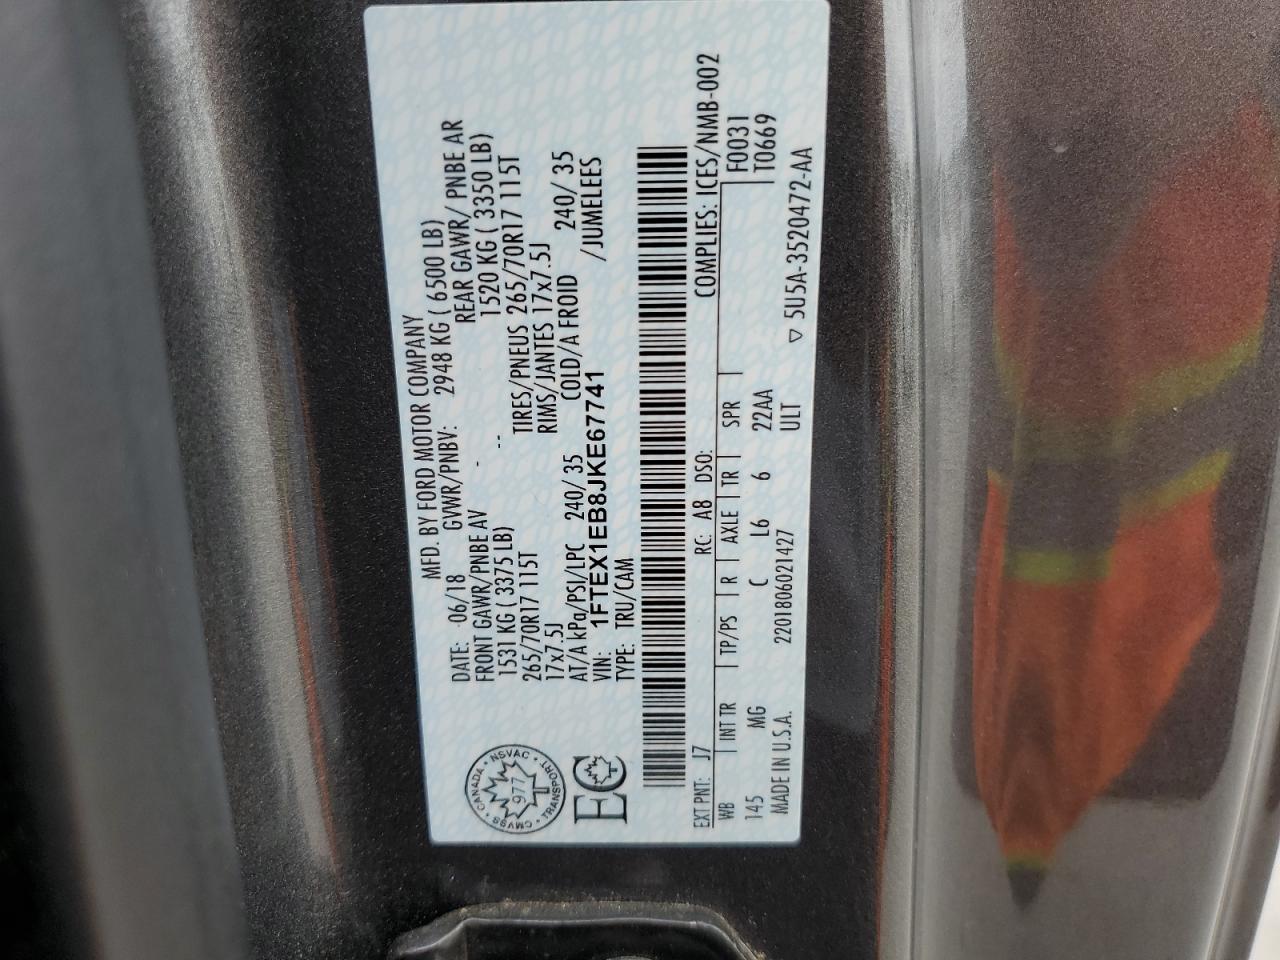 MFD. BY FORD MOTOR COMPANY
DATE: 06/18 GVWR/PNBV: 2948 KG ( 6500 LB)
FRONT GAWR/PNBE AV REAR GAWR/ PNBE AR
1531 KG ( 3375 LB) - -- 1520 KG ( 3350 LB)
265/70R17 115T TIRES/PNEUS 265/70R17 115T
17x7.5J RIMS/JANTES 17x7.5J
AT/A kPa/PSI/LPC 240/ 35 COLD/A FROID 240/ 35
VIN: 1FTEX1EB8JKE67741 /JUMELEES
TYPE: TRU/CAM
CANADA • NSVAC • TRANSPORT • CMVSS •
977
EC
COMPLIES: ICES/NMB-002
EXT PNT: J7 RC: A8 DSO: F0031
WB INT TR TP/PS R AXLE TR SPR T0669
145 MG C L6 6 22AA
MADE IN U.S.A. 2201806021427 ULT
▽ 5U5A-3520472-AA